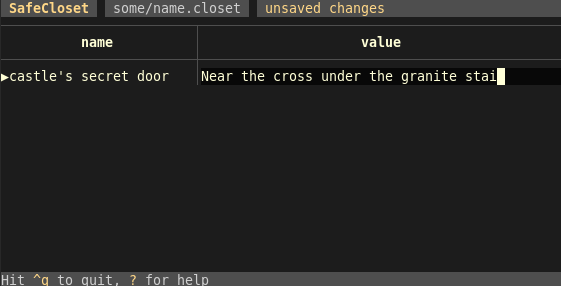 SafeCloset some/name.closet unsaved changes
name value
▶castle's secret door Near the cross under the granite stai
Hit ^q to quit, ? for help